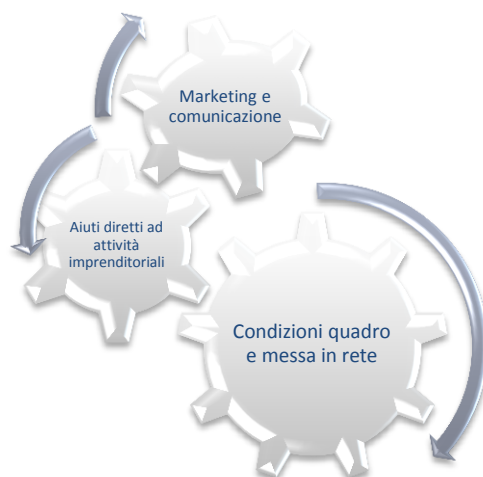 Marketing e
comunicazione
Aiuti diretti ad
attività
imprenditoriali
Condizioni quadro
e messa in rete